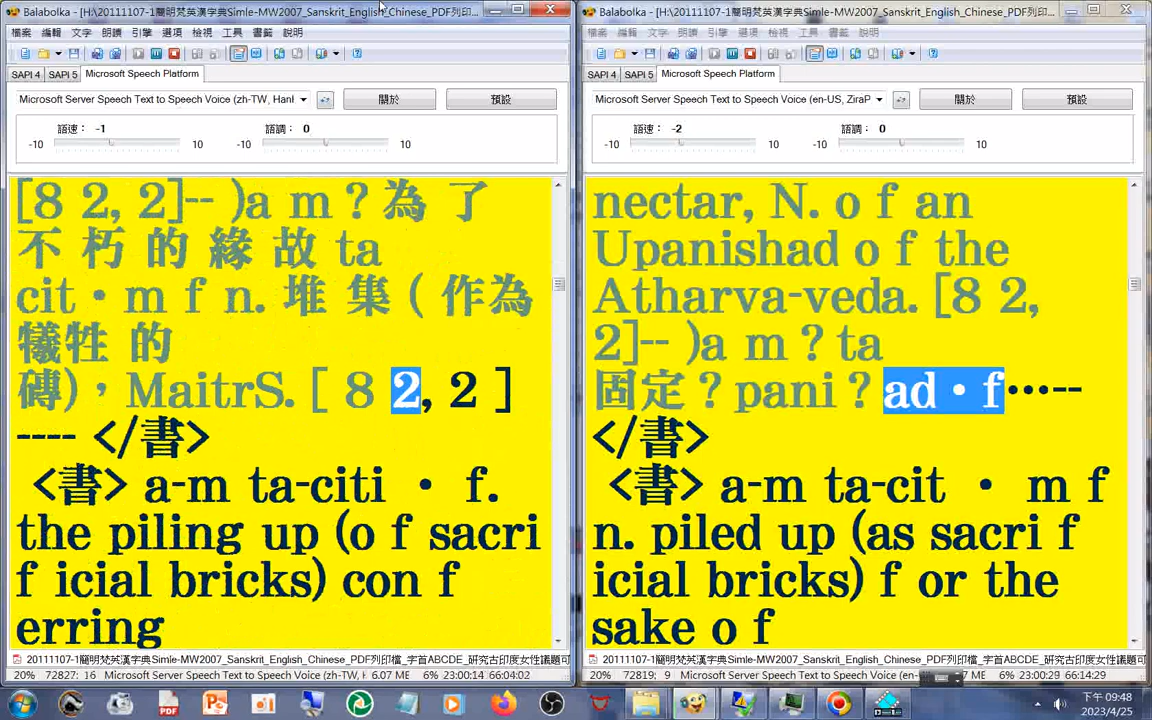 Balabolka - [H:\20111107-1簡明梵英漢字典Simle-MW2007_Sanskrit_English_Chinese_PDF列印...
檔案 編輯 文字 朗讀 引擎 選項 檢視 工具 書籤 說明
SAPI 4 SAPI 5 Microsoft Speech Platform
Microsoft Server Speech Text to Speech Voice (zh-TW, Hanl 關於 預設
語速： -1 語調： 0
-10 10 -10 10
[8 2, 2]-- )a m ? 為 了
不 朽 的 緣 故 ta
cit · m f n. 堆 集 ( 作為
犧牲 的
磚)，MaitrS. [ 8 2, 2 ]
---- </書>
<書> a-m ta-citi · f.
the piling up (o f sacri
f icial bricks) con f
erring
20111107-1簡明梵英漢字典Simle-MW2007_Sanskrit_English_Chinese_PDF列印檔_字首ABCDE_研究古印度女性議題可
20% 72827: 16 Microsoft Server Speech Text to Speech Voice (zh-TW, H 6.07 ME 6% 23:00:14 66:04:02
Balabolka - [H:\20111107-1簡明梵英漢字典Simle-MW2007_Sanskrit_English_Chinese_PDF列印...
檔案 編輯 文字 朗讀 引擎 選項 檢視 工具 書籤 說明
SAPI 4 SAPI 5 Microsoft Speech Platform
Microsoft Server Speech Text to Speech Voice (en-US, ZiraP 關於 預設
語速： -2 語調： 0
-10 10 -10 10
nectar, N. o f an
Upanishad o f the
Atharva-veda. [8 2,
2]-- )a m ? ta
固定 ? pani ? ad · f···--
</書>
<書> a-m ta-cit · m f
n. piled up (as sacri f
icial bricks) f or the
sake o f
20111107-1簡明梵英漢字典Simle-MW2007_Sanskrit_English_Chinese_PDF列印檔_字首ABCDE_研究古印度女性議題可
20% 72819: 9 Microsoft Server Speech Text to Speech Voice (en-US, ZiraP 6% 23:00:29 66:14:29
下午 09:48
2023/4/25